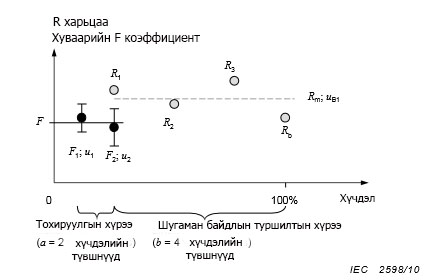 R харьцаа
Хуваарийн F коэффициент
R1
R3
Rm; uB1
R2
F
Rb
F1; u1
F2; u2
0
100%
Хүчдэл
Тохируулгын хүрээ
Шугаман байдлын туршилтын хүрээ
(a = 2 хүчдэлийн )
түвшнүүд
(b = 4 хүчдэлийн )
түвшнүүд
IEC 2598/10